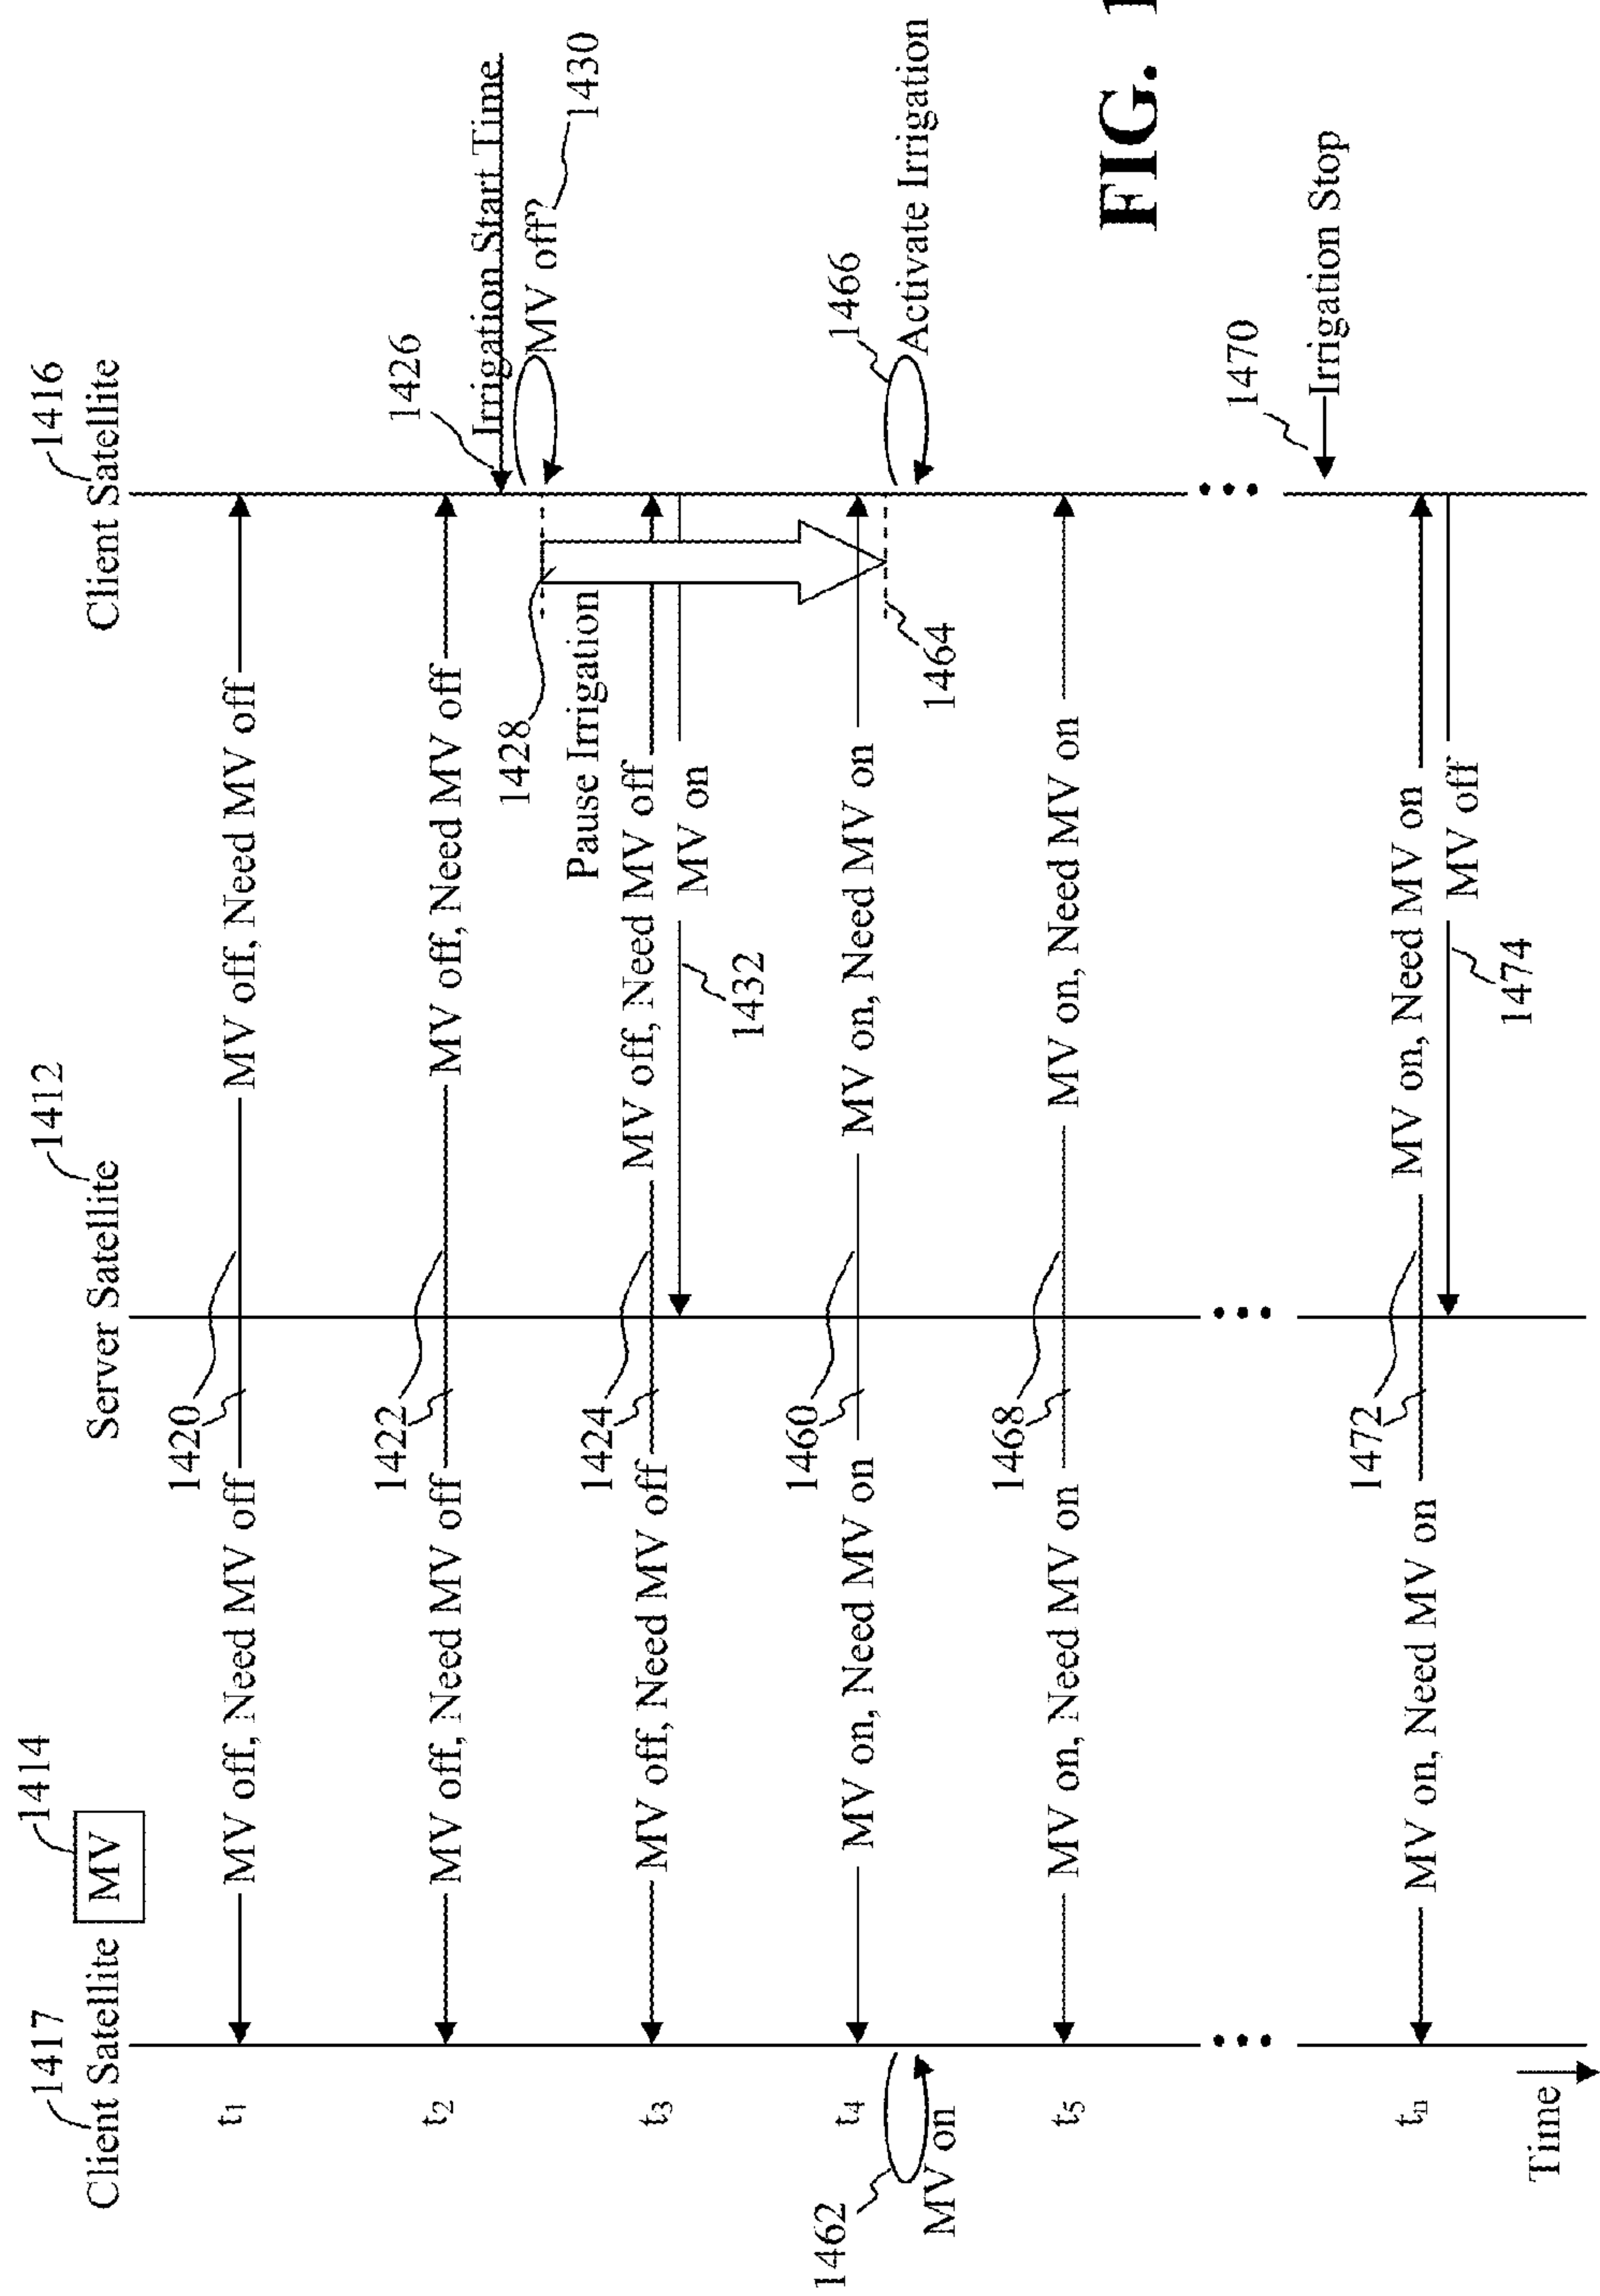 1417
Client Satellite
MV
1414
Server Satellite
1412
Client Satellite
1416
t1
MV off, Need MV off
1420
MV off, Need MV off
t2
MV off, Need MV off
1422
MV off, Need MV off
1426
Irrigation Start Time
MV off?
1430
1428
Pause Irrigation
t3
MV off, Need MV off
1424
MV off, Need MV off
MV on
1432
t4
MV on, Need MV on
1460
MV on, Need MV on
1462
MV on
1464
1466
Activate Irrigation
t5
MV on, Need MV on
1468
MV on, Need MV on
1470
Irrigation Stop
tn
MV on, Need MV on
1472
MV on, Need MV on
MV off
1474
Time
FIG. 1